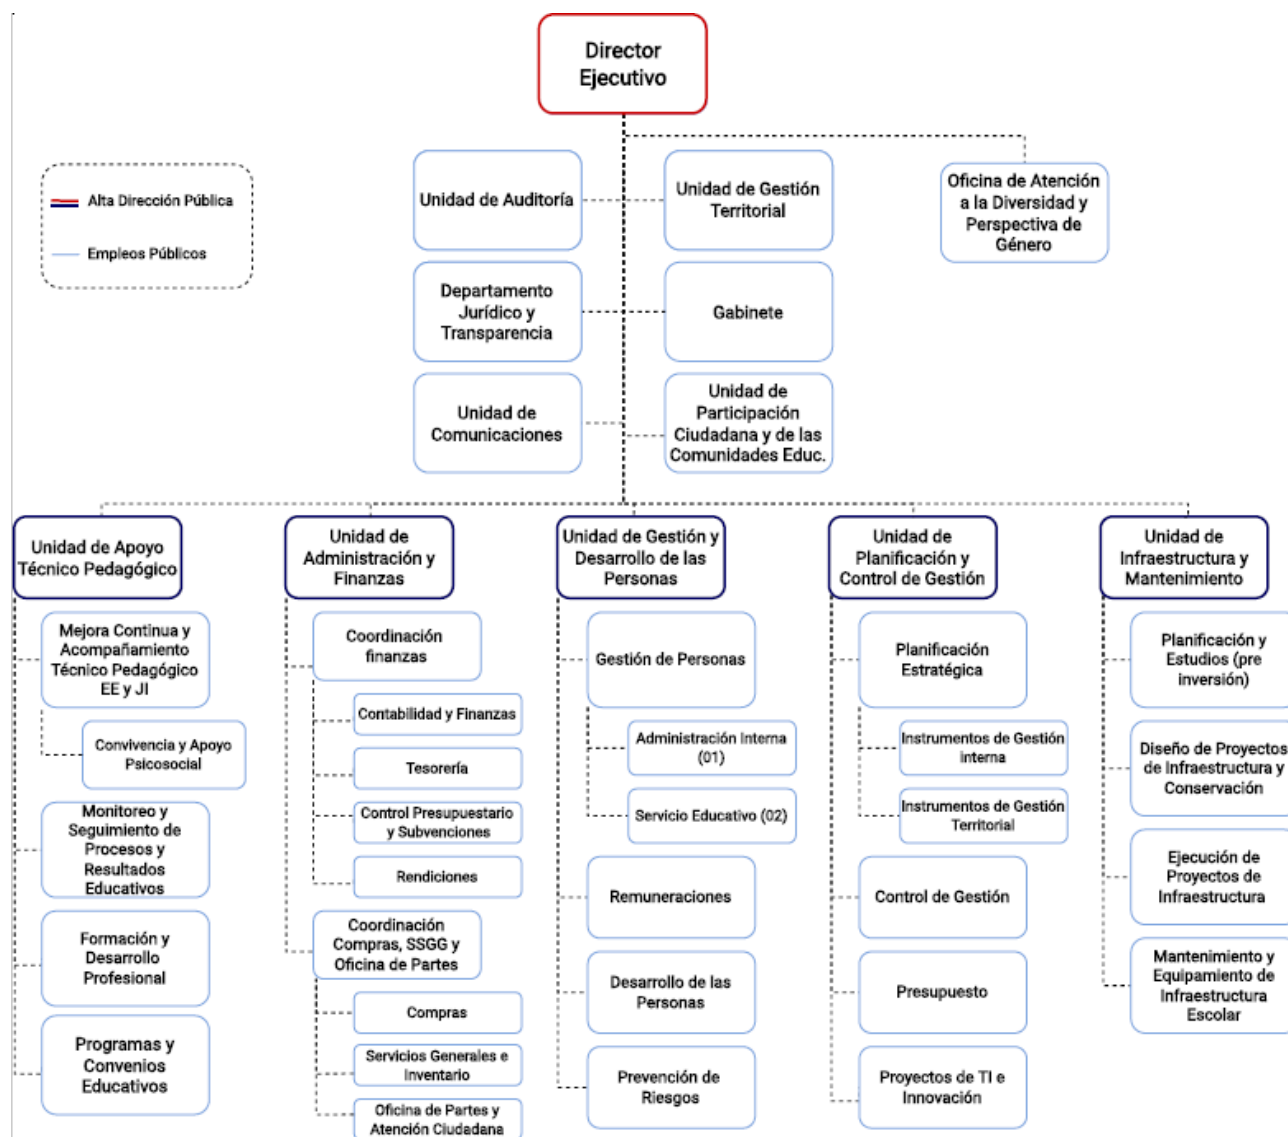 Director
Ejecutivo
Alta Dirección Pública
Empleos Públicos
Unidad de Auditoría
Unidad de Gestión
Territorial
Oficina de Atención
a la Diversidad y
Perspectiva de
Género
Departamento
Jurídico y
Transparencia
Gabinete
Unidad de
Comunicaciones
Unidad de
Participación
Ciudadana y de las
Comunidades Educ.
Unidad de Apoyo
Técnico Pedagógico
Mejora Continua y
Acompañamiento
Técnico Pedagógico
EE y JI
Convivencia y Apoyo
Psicosocial
Monitoreo y
Seguimiento de
Procesos y
Resultados
Educativos
Formación y
Desarrollo
Profesional
Programas y
Convenios
Educativos
Unidad de
Administración y
Finanzas
Coordinación
finanzas
Contabilidad y Finanzas
Tesorería
Control Presupuestario
y Subvenciones
Rendiciones
Coordinación
Compras, SSGG y
Oficina de Partes
Compras
Servicios Generales e
Inventario
Oficina de Partes y
Atención Ciudadana
Unidad de Gestión y
Desarrollo de las
Personas
Gestión de Personas
Administración Interna
(01)
Servicio Educativo (02)
Remuneraciones
Desarrollo de las
Personas
Prevención de
Riesgos
Unidad de
Planificación y
Control de Gestión
Planificación
Estratégica
Instrumentos de Gestión
interna
Instrumentos de Gestión
Territorial
Control de Gestión
Presupuesto
Proyectos de TI e
Innovación
Unidad de
Infraestructura y
Mantenimiento
Planificación y
Estudios (pre
inversión)
Diseño de Proyectos
de Infraestructura y
Conservación
Ejecución de
Proyectos de
Infraestructura
Mantenimiento y
Equipamiento de
Infraestructura
Escolar